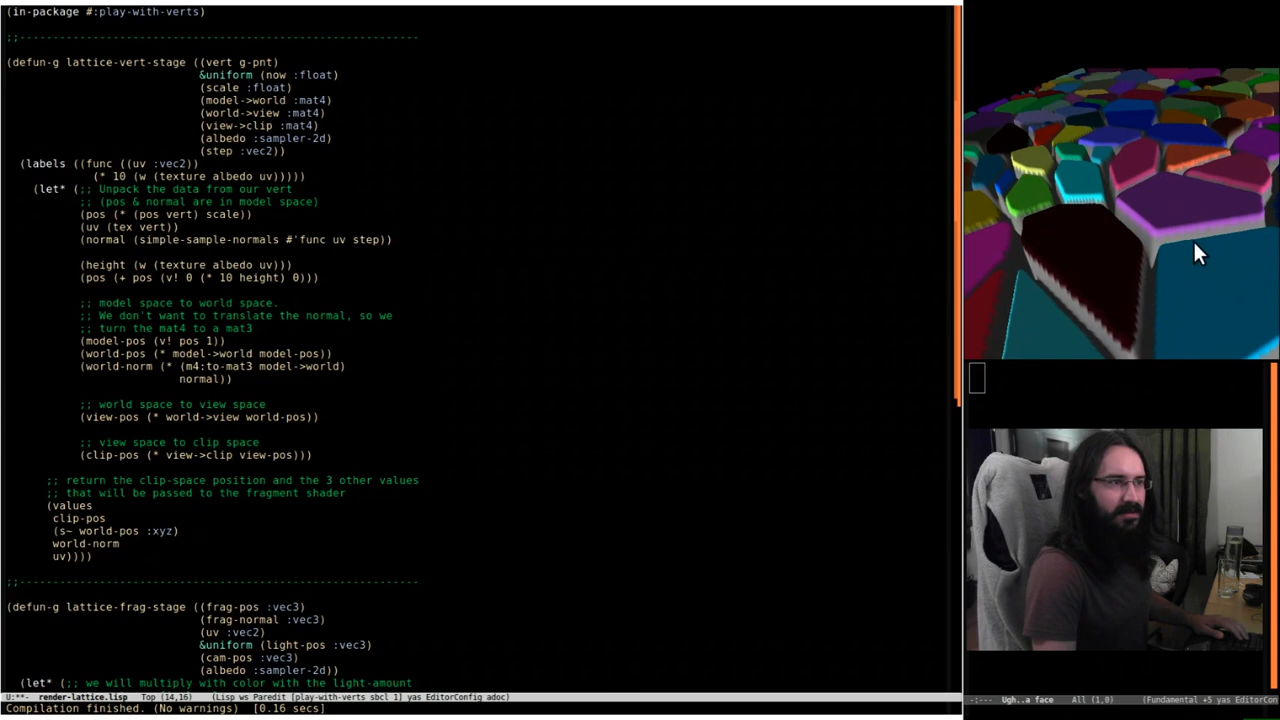 (in-package #:play-with-verts)
;;-------------------------------------------------------------
(defun-g lattice-vert-stage ((vert g-pnt)
&uniform (now :float)
(scale :float)
(model->world :mat4)
(world->view :mat4)
(view->clip :mat4)
(albedo :sampler-2d)
(step :vec2))
(labels ((func ((uv :vec2))
(* 10 (w (texture albedo uv)))))
(let* (;; Unpack the data from our vert
;; (pos & normal are in model space)
(pos (* (pos vert) scale))
(uv (tex vert))
(normal (simple-sample-normals #'func uv step))
(height (w (texture albedo uv)))
(pos (+ pos (v! 0 (* 10 height) 0)))
;; model space to world space.
;; We don't want to translate the normal, so we
;; turn the mat4 to a mat3
(model-pos (v! pos 1))
(world-pos (* model->world model-pos))
(world-norm (* (m4:to-mat3 model->world)
normal))
;; world space to view space
(view-pos (* world->view world-pos))
;; view space to clip space
(clip-pos (* view->clip view-pos)))
;; return the clip-space position and the 3 other values
;; that will be passed to the fragment shader
(values
clip-pos
(s~ world-pos :xyz)
world-norm
uv))))
;;-------------------------------------------------------------
(defun-g lattice-frag-stage ((frag-pos :vec3)
(frag-normal :vec3)
(uv :vec2)
&uniform (light-pos :vec3)
(cam-pos :vec3)
(albedo :sampler-2d))
(let* (;; we will multiply with color with the light-amount
U:**- render-lattice.lisp Top (14,16) (Lisp ws Paredit [play-with-verts sbcl 1] yas EditorConfig adoc)
Compilation finished. (No warnings) [0.16 secs]
-:--- Ugh..a face All (1,0) (Fundamental +5 yas EditorCon